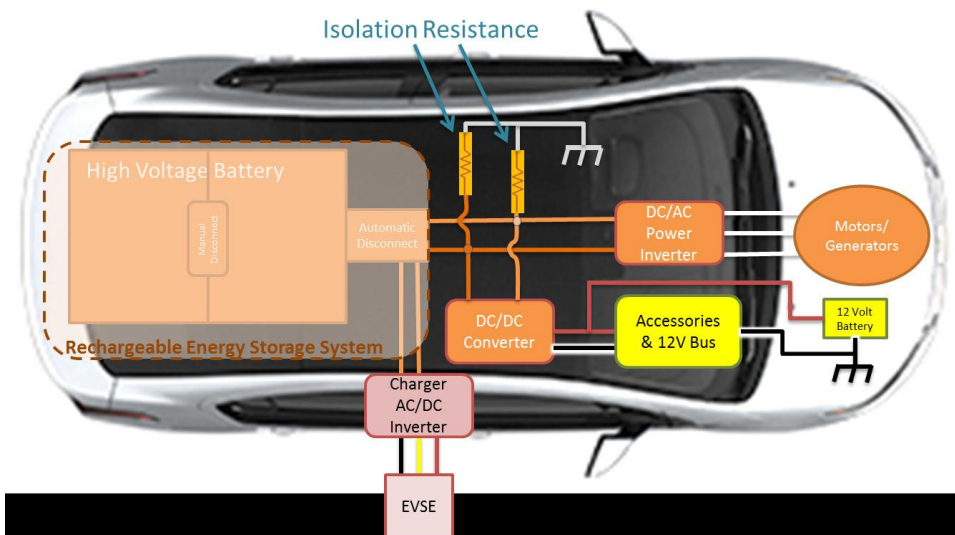 Isolation Resistance
High Voltage Battery
Manual
Disconnect
Automatic
Disconnect
DC/AC
Power
Inverter
Motors/
Generators
DC/DC
Converter
Accessories
& 12V Bus
12 Volt
Battery
Rechargeable Energy Storage System
Charger
AC/DC
Inverter
EVSE